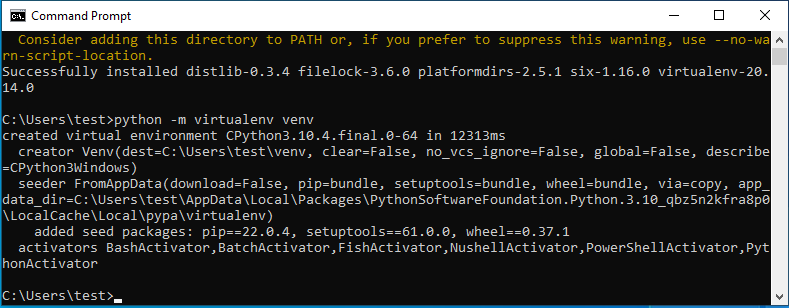 Command Prompt
  Consider adding this directory to PATH or, if you prefer to suppress this warning, use --no-wa
rn-script-location.
Successfully installed distlib-0.3.4 filelock-3.6.0 platformdirs-2.5.1 six-1.16.0 virtualenv-20.
14.0
C:\Users\test>python -m virtualenv venv
created virtual environment CPython3.10.4.final.0-64 in 12313ms
  creator Venv(dest=C:\Users\test\venv, clear=False, no_vcs_ignore=False, global=False, describe
=CPython3Windows)
  seeder FromAppData(download=False, pip=bundle, setuptools=bundle, wheel=bundle, via=copy, app_
data_dir=C:\Users\test\AppData\Local\Packages\PythonSoftwareFoundation.Python.3.10_qbz5n2kfra8p0
\LocalCache\Local\pypa\virtualenv)
    added seed packages: pip==22.0.4, setuptools==61.0.0, wheel==0.37.1
  activators BashActivator,BatchActivator,FishActivator,NushellActivator,PowerShellActivator,Pyt
honActivator
C:\Users\test>